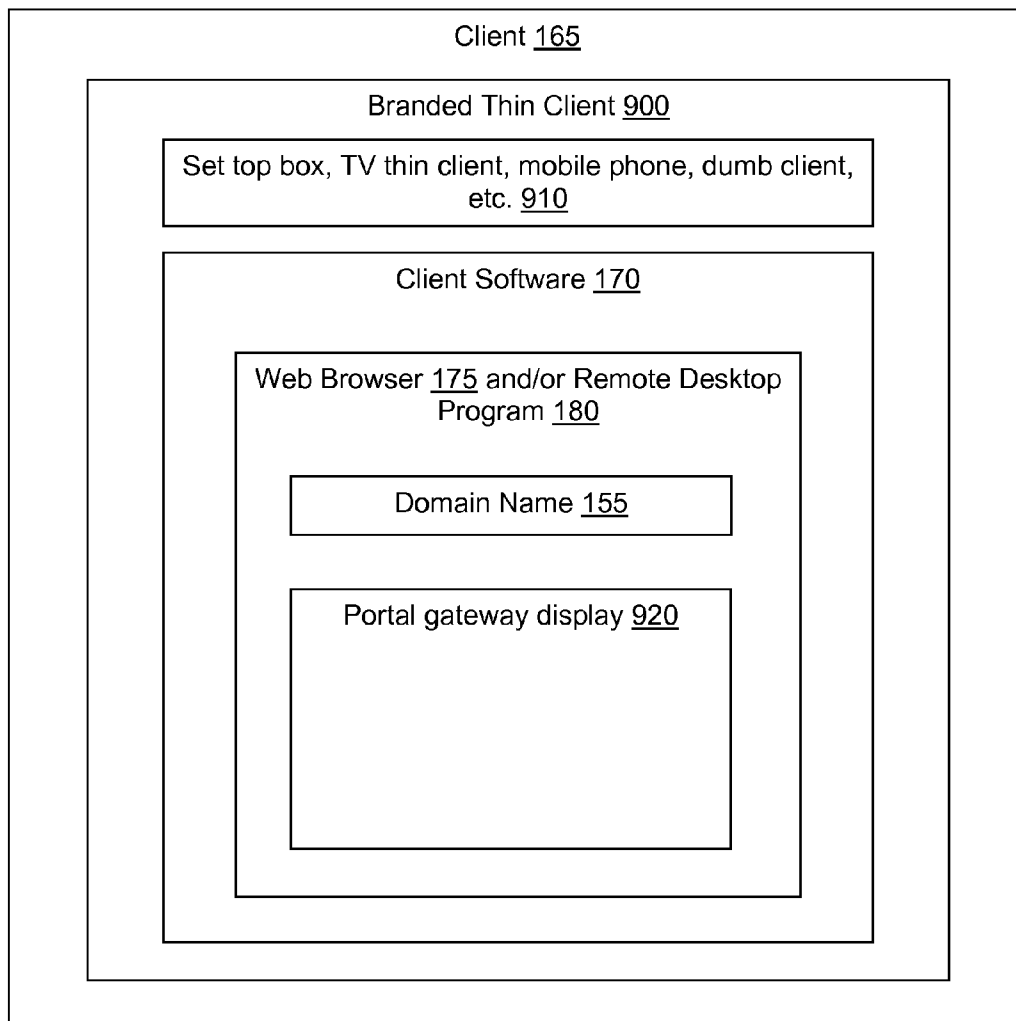 Client 165
Branded Thin Client 900
Set top box, TV thin client, mobile phone, dumb client,
etc. 910
Client Software 170
Web Browser 175 and/or Remote Desktop
Program 180
Domain Name 155
Portal gateway display 920